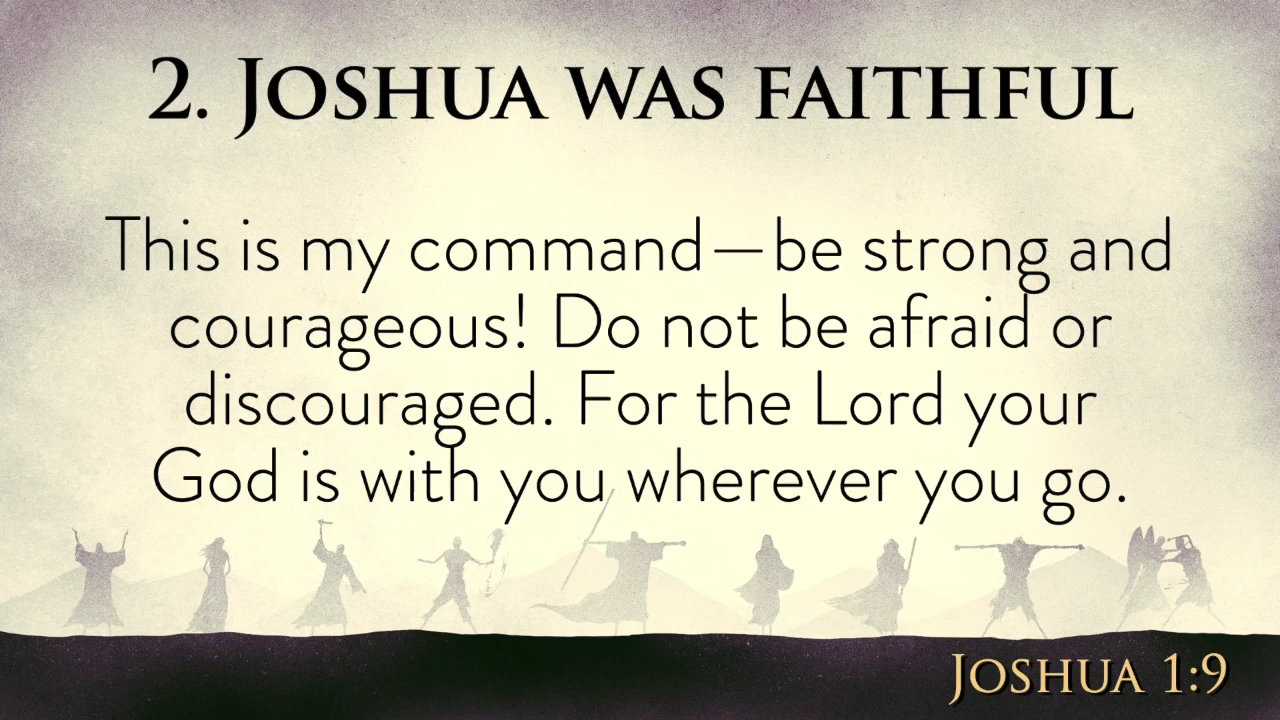 2. Joshua was faithful
This is my command—be strong and
courageous! Do not be afraid or
discouraged. For the Lord your
God is with you wherever you go.
Joshua 1:9